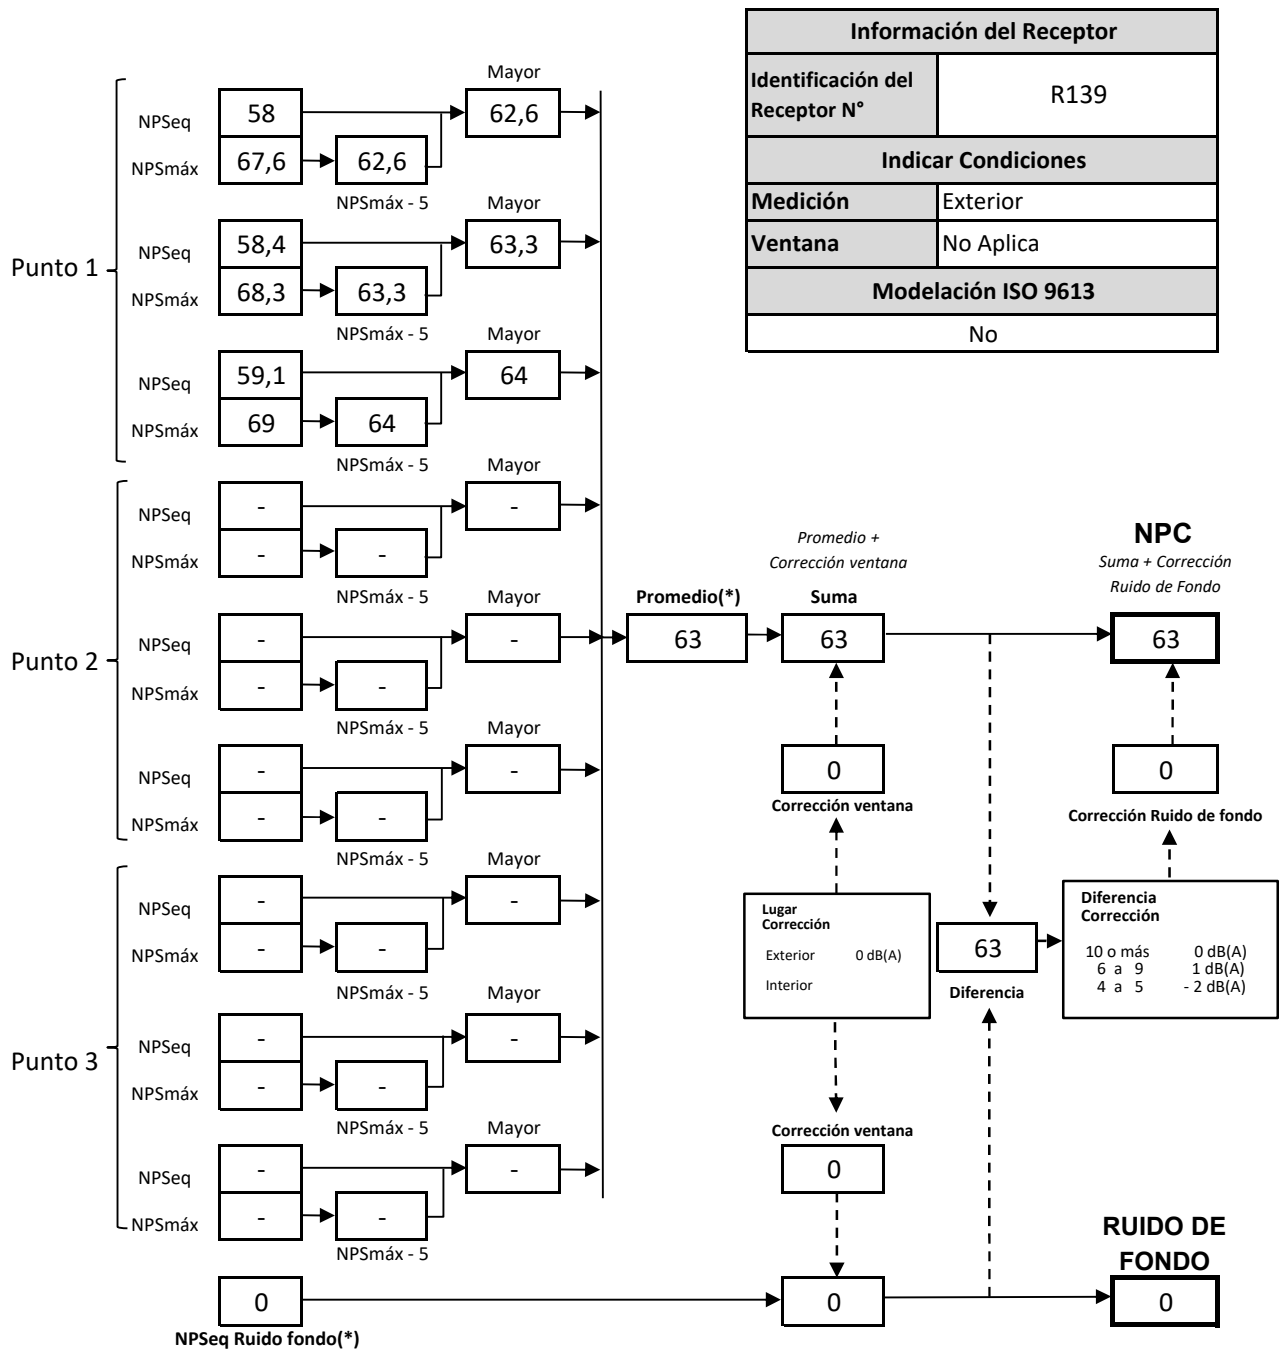 Información del Receptor
Identificación del
Receptor N°
R139
Indicar Condiciones
Medición
Exterior
Ventana
No Aplica
Modelación ISO 9613
No
Punto 1
Mayor
NPSeq
58
62,6
NPSmáx
67,6
62,6
NPSmáx - 5
Mayor
NPSeq
58,4
63,3
NPSmáx
68,3
63,3
NPSmáx - 5
Mayor
NPSeq
59,1
64
NPSmáx
69
64
NPSmáx - 5
Punto 2
Mayor
NPSeq
-
-
NPSmáx
-
-
NPSmáx - 5
Mayor
NPSeq
-
-
NPSmáx
-
-
NPSmáx - 5
Mayor
NPSeq
-
-
NPSmáx
-
-
NPSmáx - 5
Punto 3
Mayor
NPSeq
-
-
NPSmáx
-
-
NPSmáx - 5
Mayor
NPSeq
-
-
NPSmáx
-
-
NPSmáx - 5
Mayor
NPSeq
-
-
NPSmáx
-
-
NPSmáx - 5
0
NPSeq Ruido fondo(*)
Promedio(*)
63
Promedio +
Corrección ventana
Suma
63
0
Corrección ventana
Lugar
Corrección
Exterior 0 dB(A)
Interior
Corrección ventana
0
0
63
Diferencia
NPC
Suma + Corrección
Ruido de Fondo
63
0
Corrección Ruido de fondo
Diferencia
Corrección
10 o más 0 dB(A)
6 a 9 1 dB(A)
4 a 5 - 2 dB(A)
RUIDO DE
FONDO
0